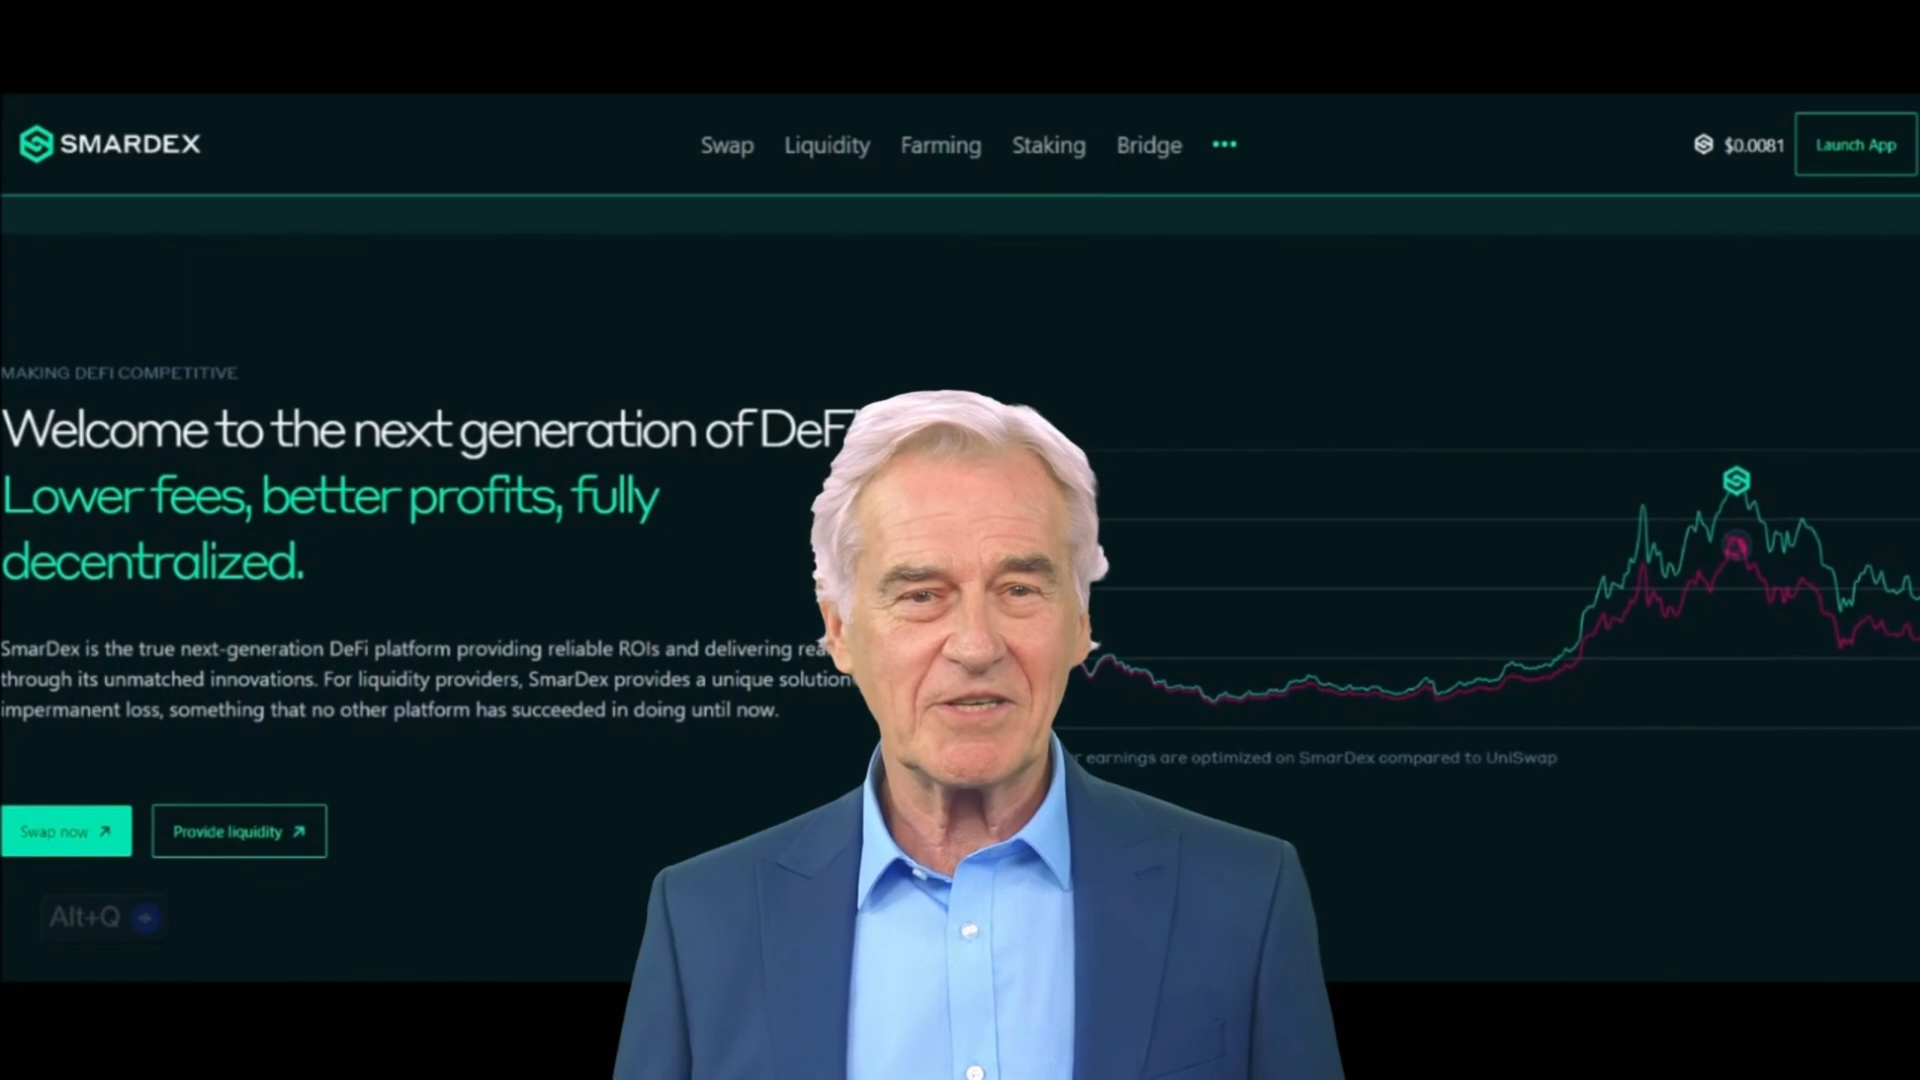 SMARDEX
Swap
Liquidity
Farming
Staking
Bridge
$0.0081
Launch App
MAKING DEFI COMPETITIVE
Welcome to the next generation of DeF
Lower fees, better profits, fully
decentralized.
SmarDex is the true next-generation DeFi platform providing reliable ROIs and delivering
through its unmatched innovations. For liquidity providers, SmarDex provides a unique solution
impermanent loss, something that no other platform has succeeded in doing until now.
earnings are optimized on SmarDex compared to UniSwap
Swap now
Provide liquidity
Alt+Q